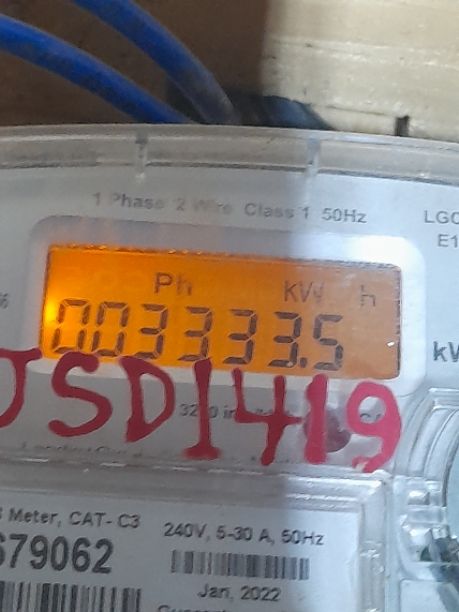 1 Phase 2 Wire Class 1 50Hz
Ph kW h
003333.5
JSD1419
Meter, CAT- C3
240V, 5-30 A, 50Hz
679062
Jan, 2022